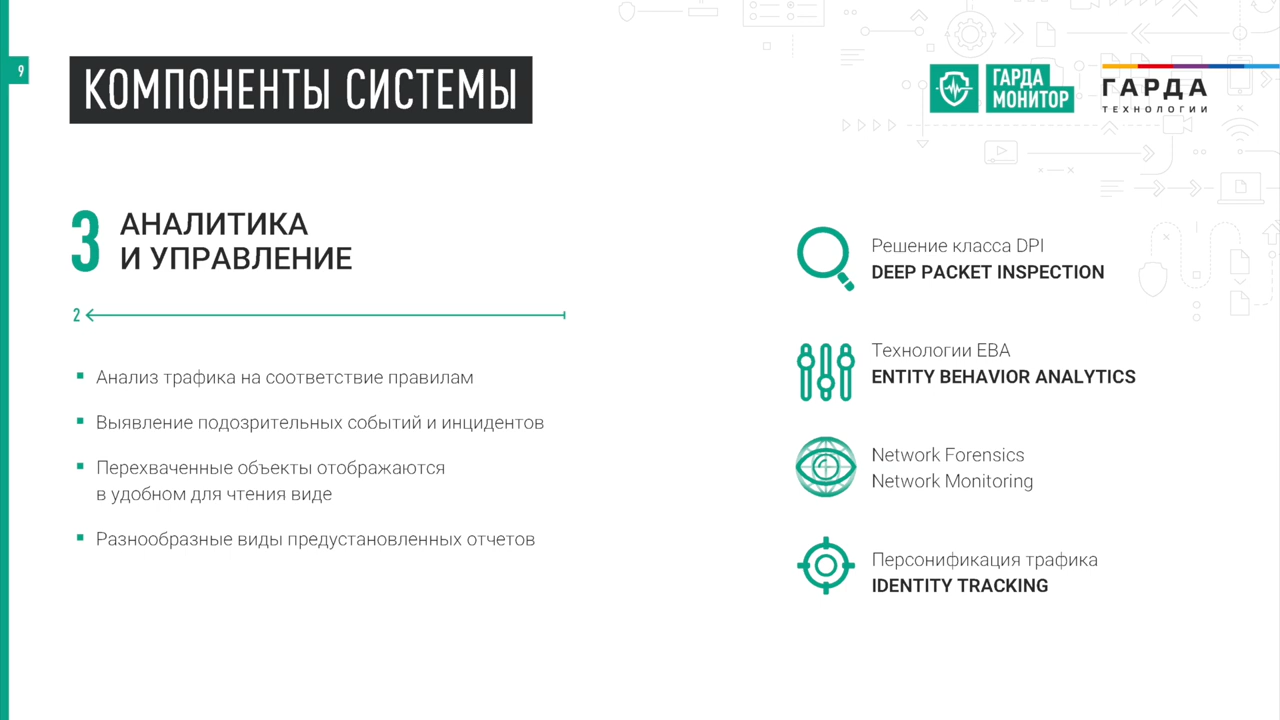 9
КОМПОНЕНТЫ СИСТЕМЫ
ГАРДА
МОНИТОР
ГАРДА
ТЕХНОЛОГИИ
3
АНАЛИТИКА
И УПРАВЛЕНИЕ
2
Анализ трафика на соответствие правилам
Выявление подозрительных событий и инцидентов
Перехваченные объекты отображаются
в удобном для чтения виде
Разнообразные виды предустановленных отчетов
Решение класса DPI
DEEP PACKET INSPECTION
Технологии EBA
ENTITY BEHAVIOR ANALYTICS
Network Forensics
Network Monitoring
Персонификация трафика
IDENTITY TRACKING